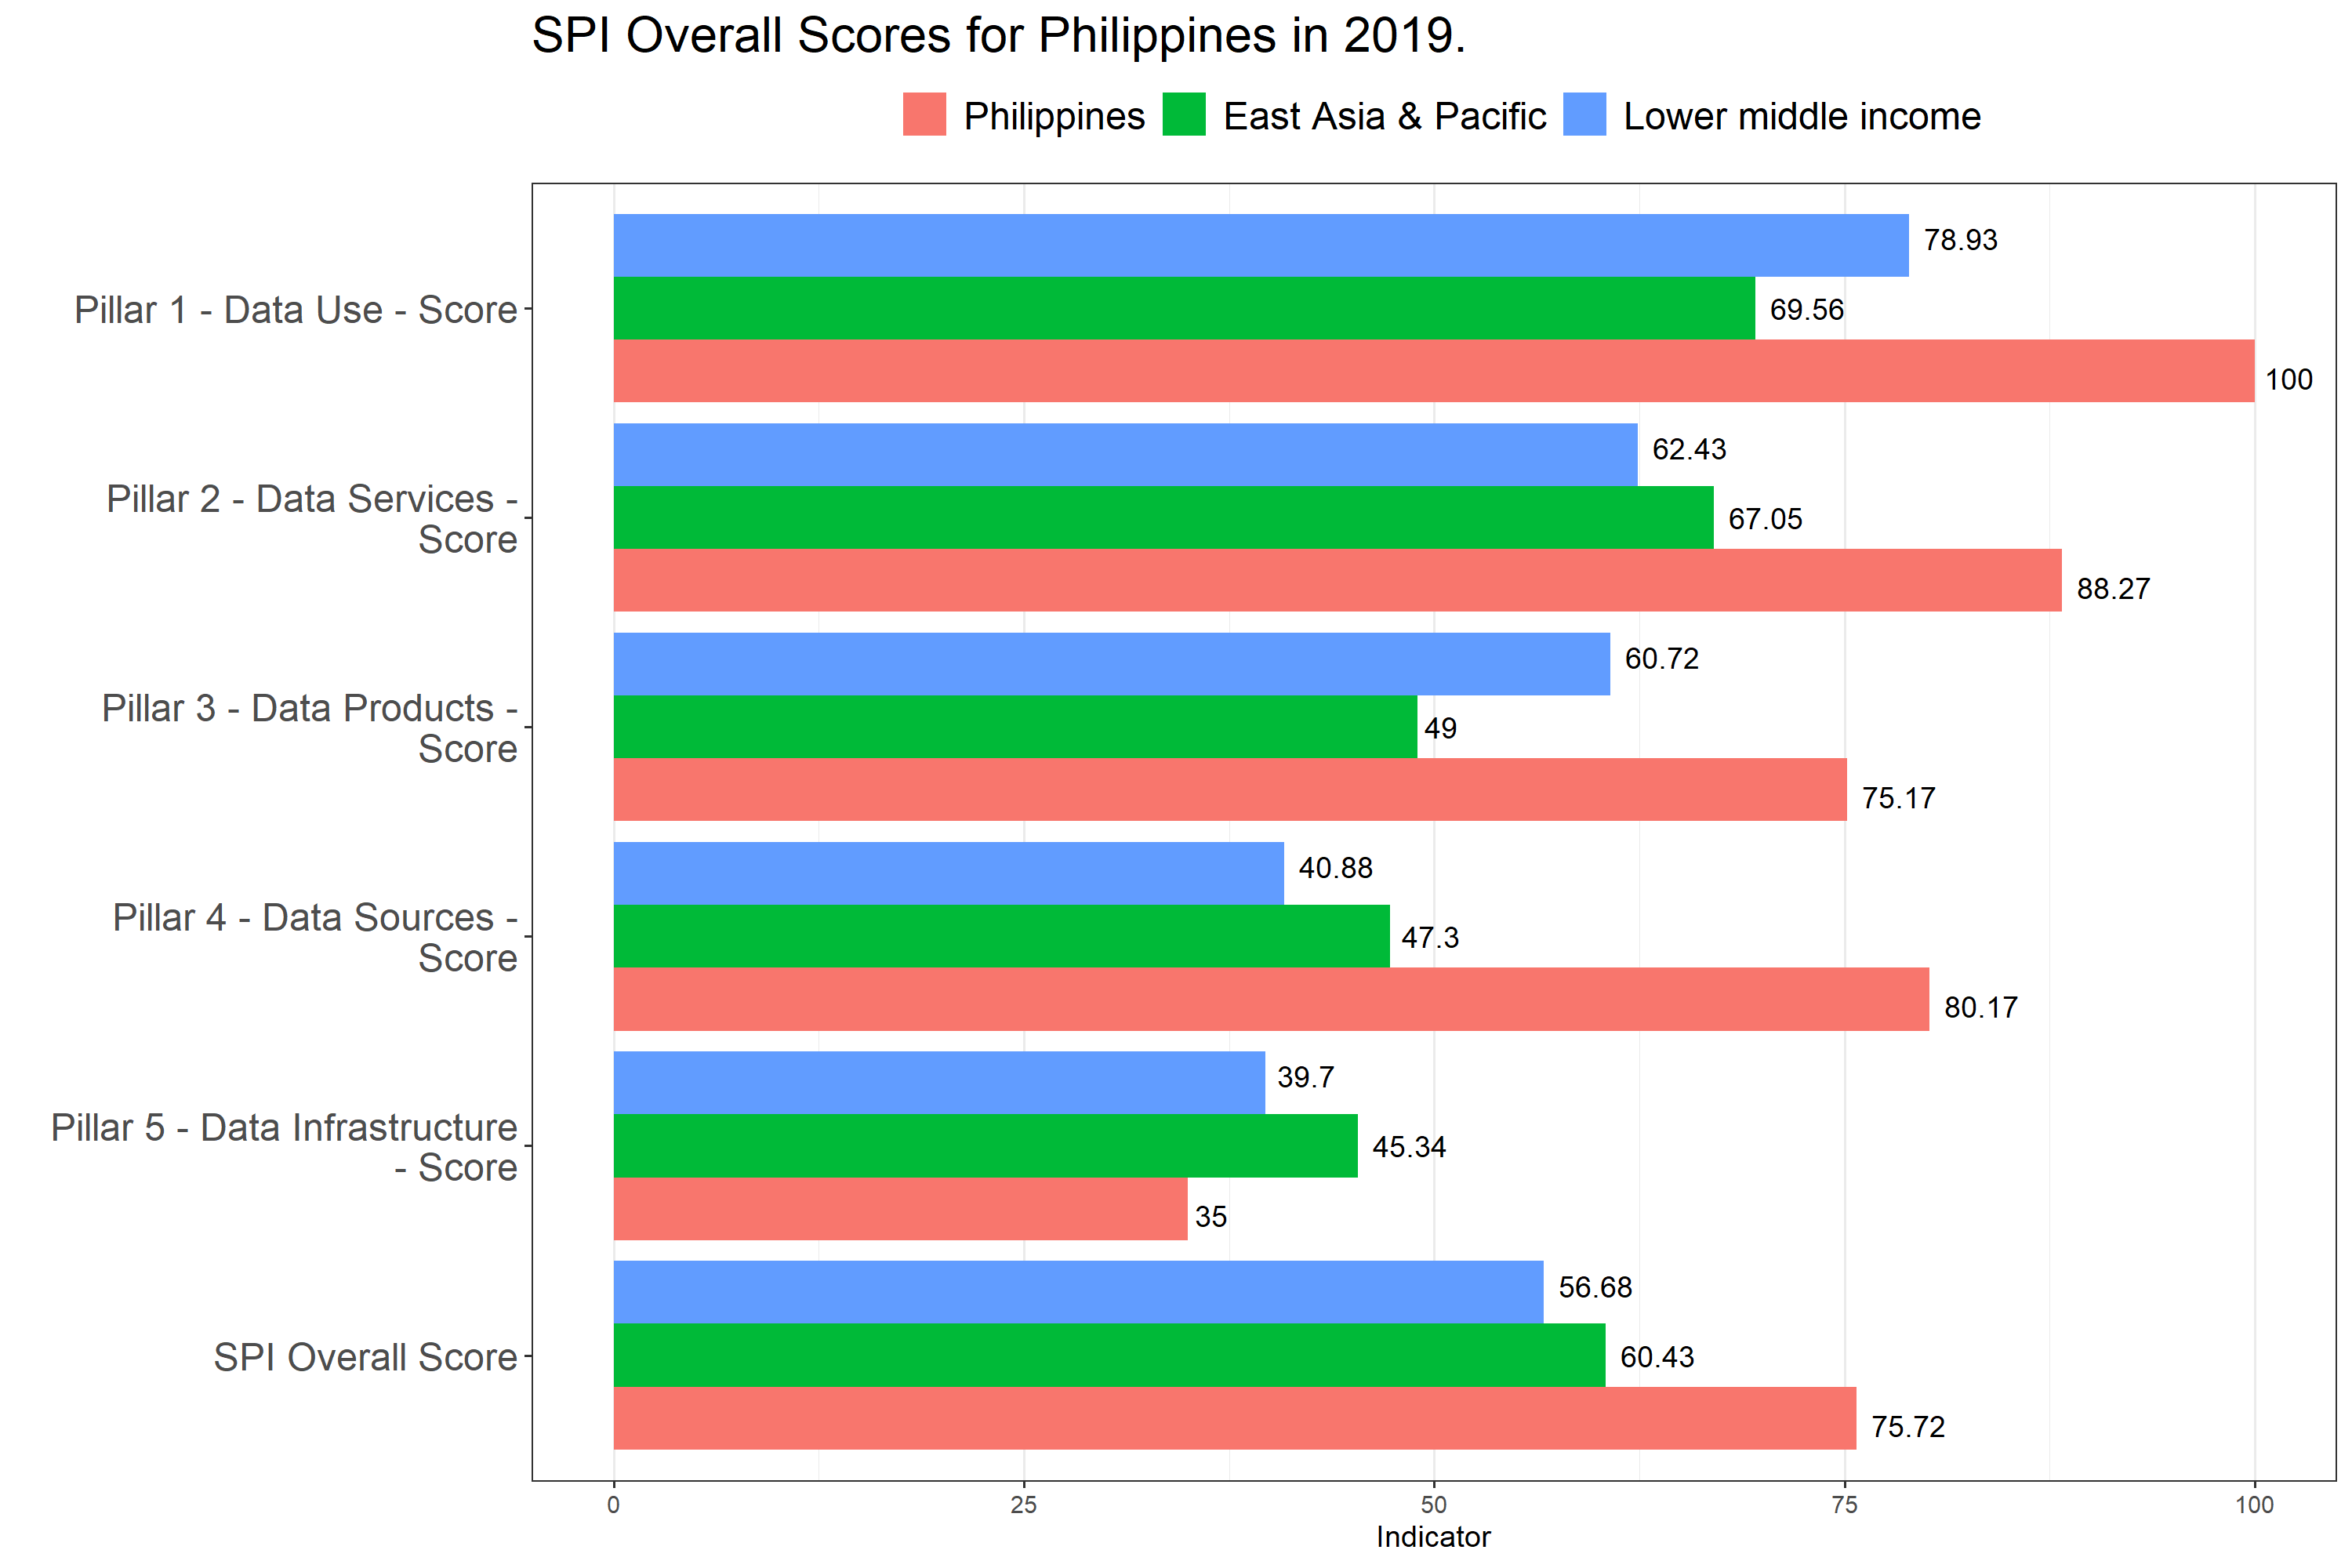 SPI Overall Scores for Philippines in 2019.
Philippines East Asia & Pacific Lower middle income
Pillar 1 - Data Use - Score
78.93
69.56
100
Pillar 2 - Data Services -
Score
62.43
67.05
88.27
Pillar 3 - Data Products -
Score
60.72
49
75.17
Pillar 4 - Data Sources -
Score
40.88
47.3
80.17
Pillar 5 - Data Infrastructure
- Score
39.7
45.34
35
SPI Overall Score
56.68
60.43
75.72
0 25 50 75 100
Indicator